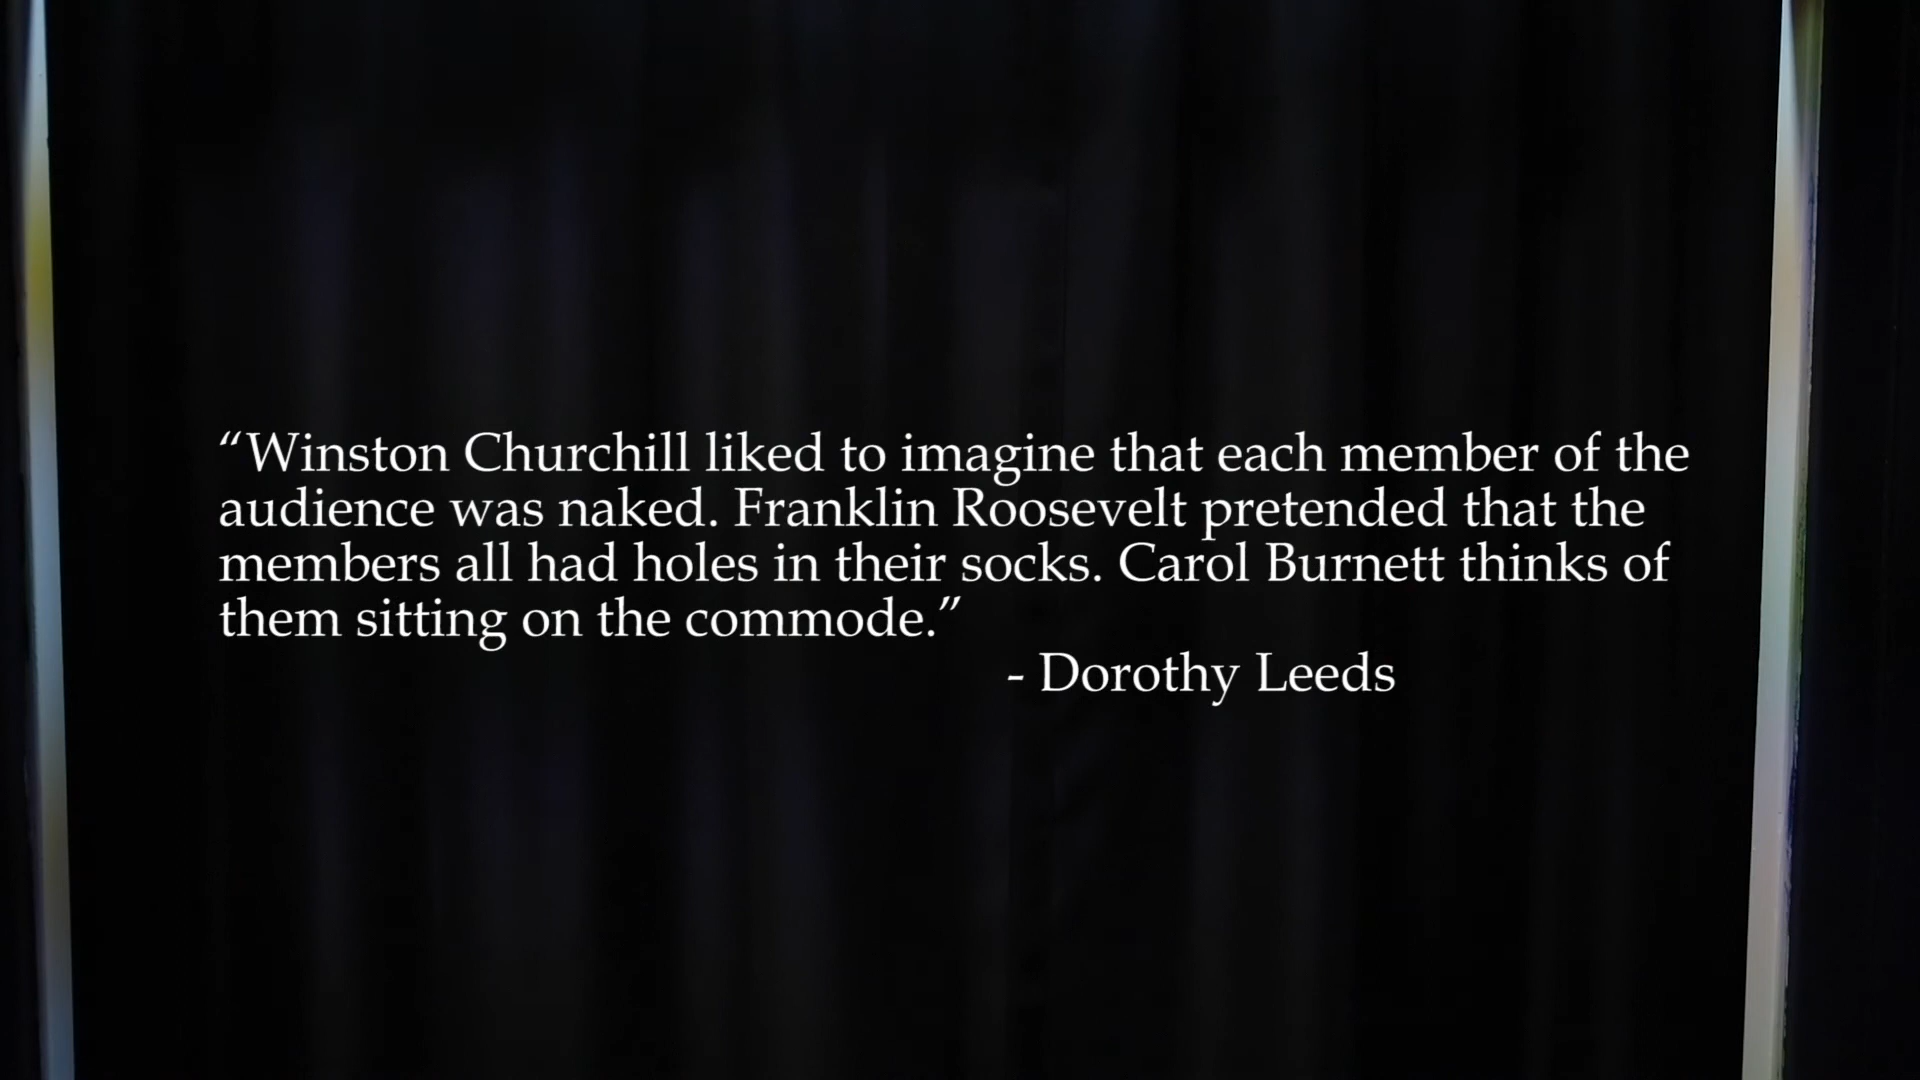 “Winston Churchill liked to imagine that each member of the
audience was naked. Franklin Roosevelt pretended that the
members all had holes in their socks. Carol Burnett thinks of
them sitting on the commode.”
- Dorothy Leeds